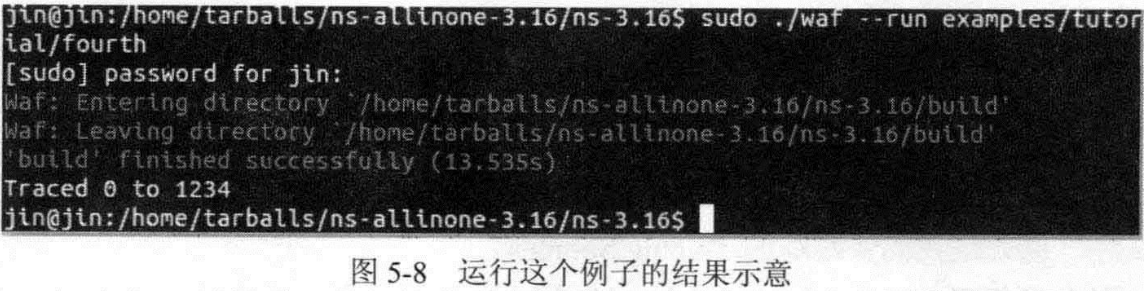 jin@jin:/home/tarballs/ns-allinone-3.16/ns-3.16$ sudo ./waf --run examples/tutor
ial/fourth
[sudo] password for jin:
Waf: Entering directory `/home/tarballs/ns-allinone-3.16/ns-3.16/build'
Waf: Leaving directory `/home/tarballs/ns-allinone-3.16/ns-3.16/build'
'build' finished successfully (13.535s)
Traced 0 to 1234
jin@jin:/home/tarballs/ns-allinone-3.16/ns-3.16$
图 5-8 运行这个例子的结果示意